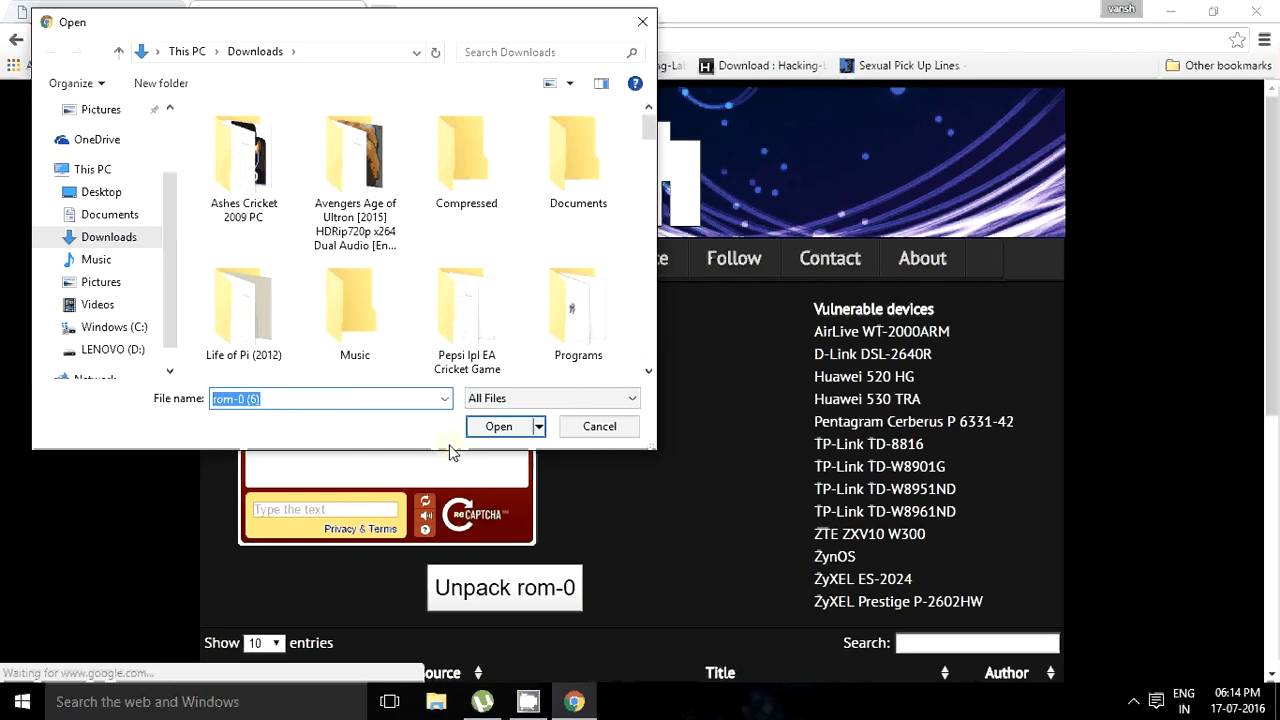 Open
vansh
This PC
Downloads
Search Downloads
Download : Hacking-L
Sexual Pick Up Lines
Other bookmarks
Organize
New folder
Pictures
OneDrive
This PC
Desktop
Documents
Downloads
Music
Pictures
Videos
Windows (C:)
LENOVO (D:)
Ashes Cricket
2009 PC
Avengers Age of
Ultron [2015]
HDRip720p x264
Dual Audio [En...
Compressed
Documents
Life of Pi (2012)
Music
Pepsi Ipl EA
Cricket Game
Programs
File name:
rom-0 (6)
All Files
Open
Cancel
Follow
Contact
About
Vulnerable devices
AirLive WT-2000ARM
D-Link DSL-2640R
Huawei 520 HG
Huawei 530 TRA
Pentagram Cerberus P 6331-42
TP-Link TD-8816
TP-Link TD-W8901G
TP-Link TD-W8951ND
TP-Link TD-W8961ND
ZTE ZXV10 W300
ZynOS
ZyXEL ES-2024
ZyXEL Prestige P-2602HW
Type the text
Privacy & Terms
reCAPTCHA™
Unpack rom-0
Show 10 entries
Search:
Waiting for www.google.com...
ource
Title
Author
Search the web and Windows
ENG
IN
06:14 PM
17-07-2016